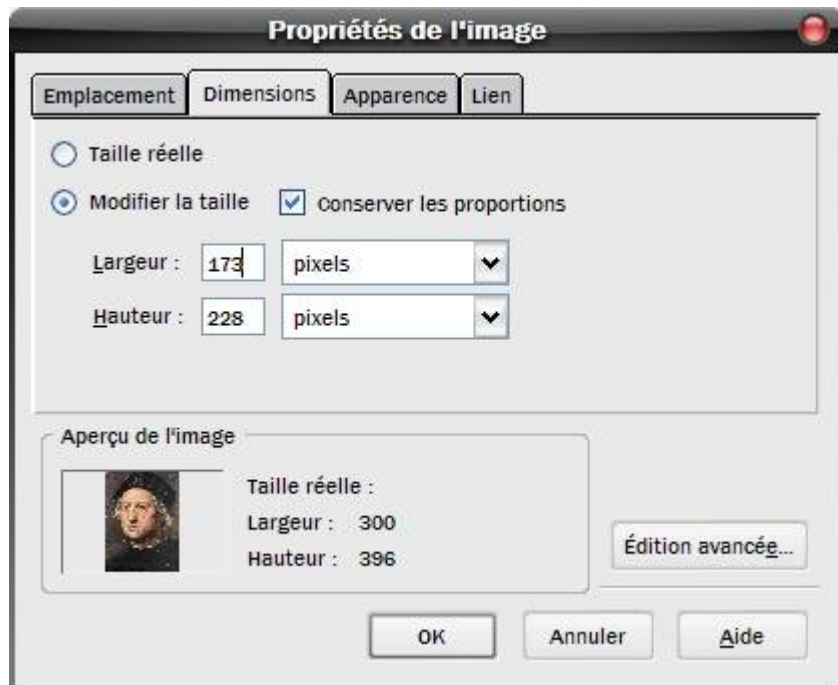 Propriétés de l'image
Emplacement Dimensions Apparence Lien
Taille réelle
Modifier la taille Conserver les proportions
Largeur : 173 pixels
Hauteur : 228 pixels
Aperçu de l'image
Taille réelle :
Largeur : 300
Hauteur : 396
Édition avancée...
OK Annuler Aide